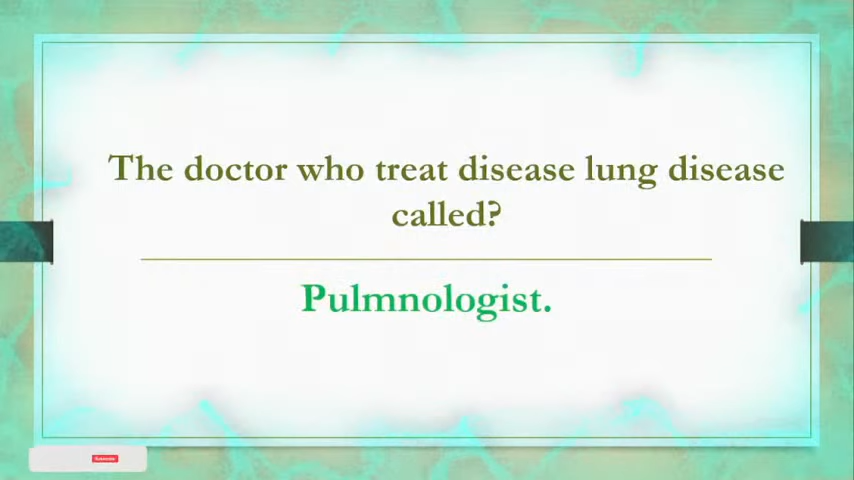 The doctor who treat disease lung disease
called?
Pulmnologist.